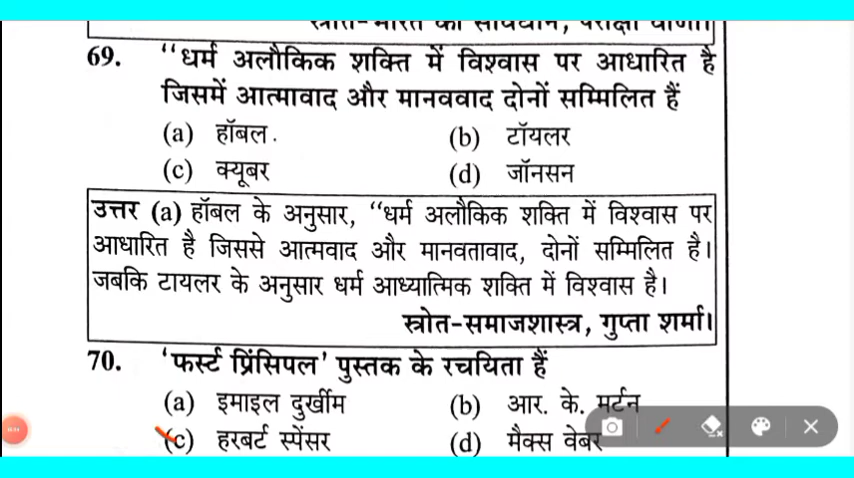 स्रोत-भारत का संविधान, परीक्षा वाणी।
69. ‘‘धर्म अलौकिक शक्ति में विश्वास पर आधारित है
जिसमें आत्मावाद और मानववाद दोनों सम्मिलित हैं
(a) हॉबल. (b) टॉयलर
(c) क्यूबर (d) जॉनसन
उत्तर (a) हॉबल के अनुसार, ‘‘धर्म अलौकिक शक्ति में विश्वास पर
आधारित है जिससे आत्मवाद और मानवतावाद, दोनों सम्मिलित है।
जबकि टायलर के अनुसार धर्म आध्यात्मिक शक्ति में विश्वास है।
स्त्रोत-समाजशास्त्र, गुप्ता शर्मा।
70. ‘फर्स्ट प्रिंसिपल’ पुस्तक के रचयिता हैं
(a) इमाइल दुर्खीम (b) आर. के. मर्टन
(c) हरबर्ट स्पेंसर (d) मैक्स वेबर